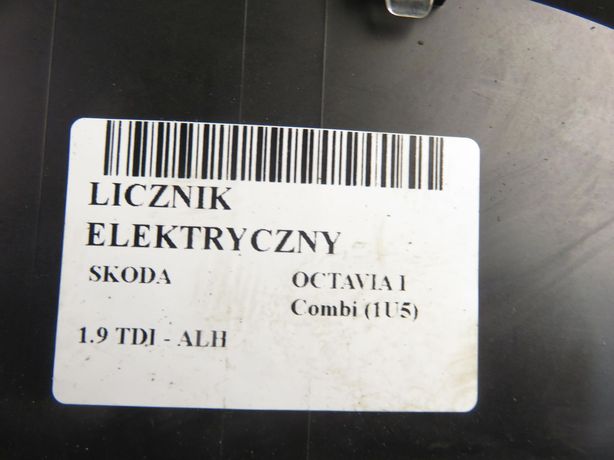 LICZNIK
ELEKTRYCZNY
SKODA OCTAVIA I
Combi (1U5)
1.9 TDI - ALH